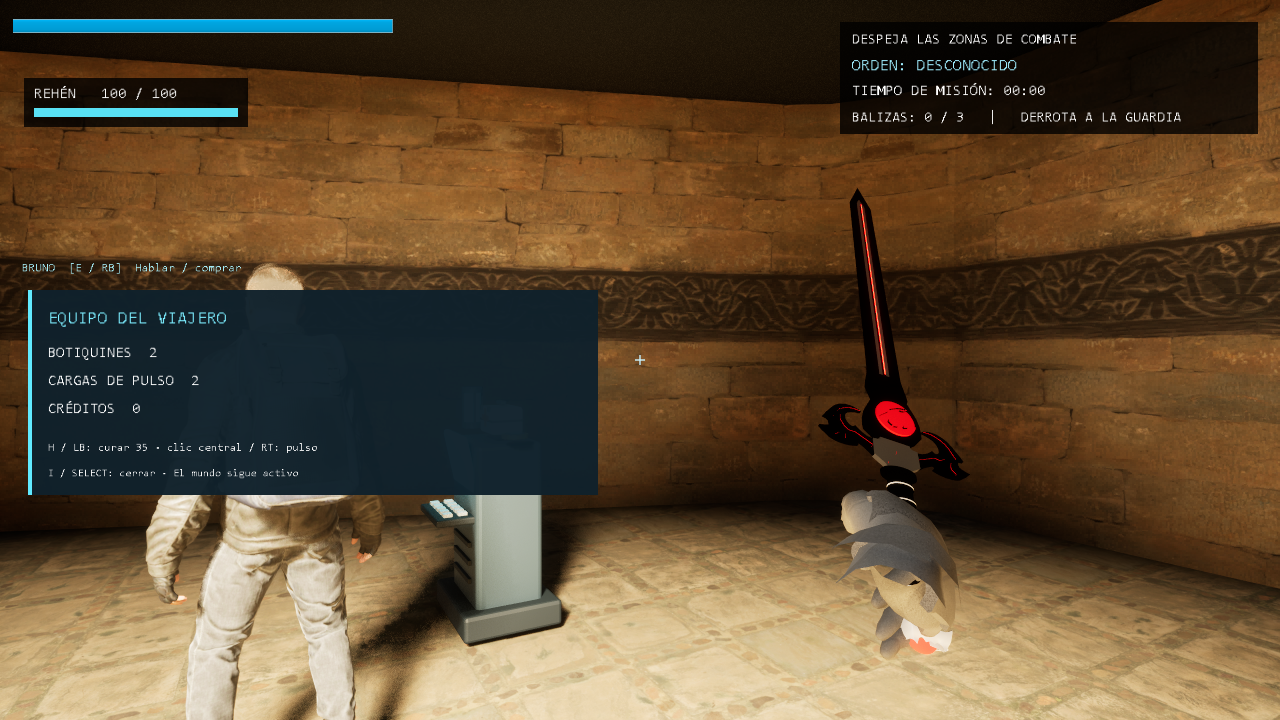 DESPEJA LAS ZONAS DE COMBATE
ORDEN: DESCONOCIDO
TIEMPO DE MISIÓN: 00:00
BALIZAS: 0 / 3 | DERROTA A LA GUARDIA
REHÉN 100 / 100
BRUNO [E / RB] Hablar / comprar
EQUIPO DEL VIAJERO
BOTIQUINES 2
CARGAS DE PULSO 2
CRÉDITOS 0
H / LB: curar 35 · clic central / RT: pulso
I / SELECT: cerrar · El mundo sigue activo